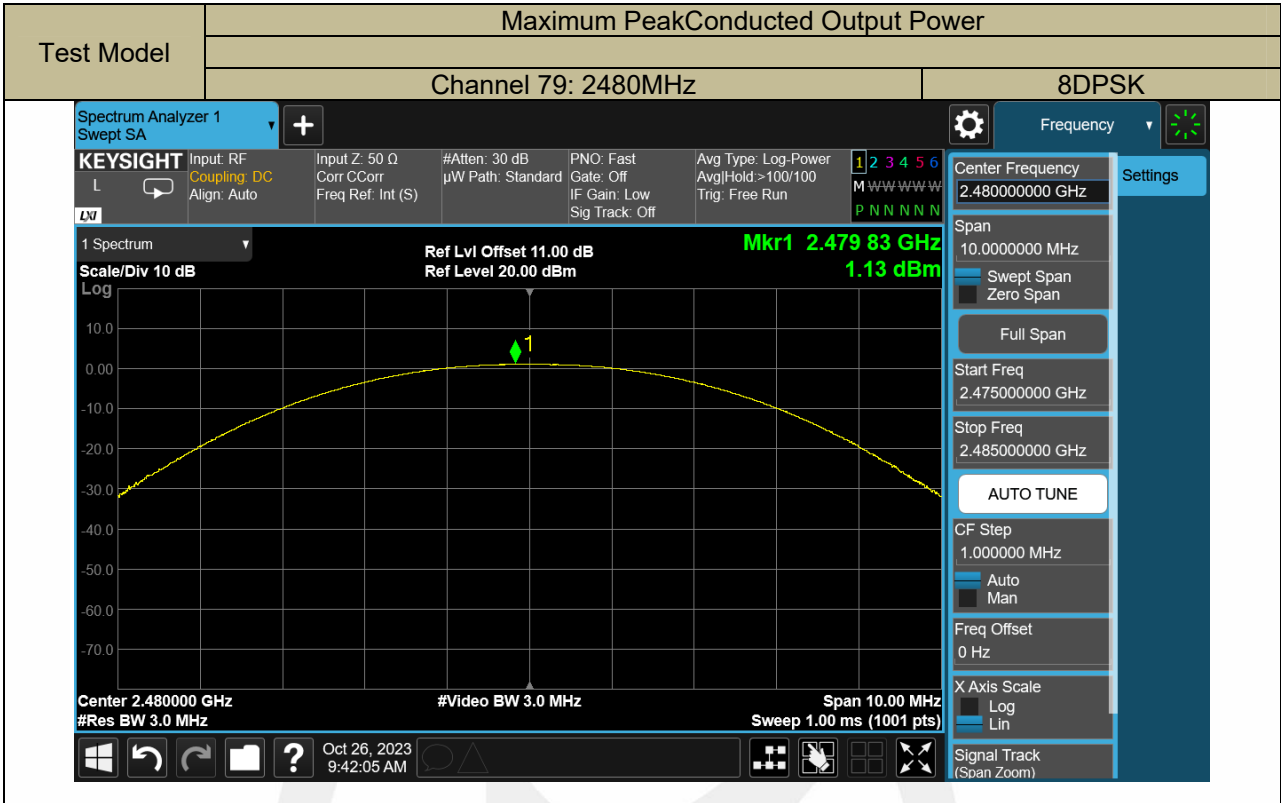 Test Model
Maximum PeakConducted Output Power
Channel 79: 2480MHz
8DPSK
Spectrum Analyzer 1
Swept SA
Frequency
KEYSIGHT
L
LXI
Input: RF
Coupling: DC
Align: Auto
Input Z: 50 Ω
Corr CCorr
Freq Ref: Int (S)
#Atten: 30 dB
µW Path: Standard
PNO: Fast
Gate: Off
IF Gain: Low
Sig Track: Off
Avg Type: Log-Power
Avg|Hold:>100/100
Trig: Free Run
1 2 3 4 5 6
M W W W W W
P N N N N N
1 Spectrum
Scale/Div 10 dB
Log
Ref Lvl Offset 11.00 dB
Ref Level 20.00 dBm
Mkr1 2.479 83 GHz
1.13 dBm
1
10.0
0.00
-10.0
-20.0
-30.0
-40.0
-50.0
-60.0
-70.0
Center 2.480000 GHz
#Res BW 3.0 MHz
#Video BW 3.0 MHz
Span 10.00 MHz
Sweep 1.00 ms (1001 pts)
?
Oct 26, 2023
9:42:05 AM
Center Frequency
2.480000000 GHz
Settings
Span
10.0000000 MHz
Swept Span
Zero Span
Full Span
Start Freq
2.475000000 GHz
Stop Freq
2.485000000 GHz
AUTO TUNE
CF Step
1.000000 MHz
Auto
Man
Freq Offset
0 Hz
X Axis Scale
Log
Lin
Signal Track
(Span Zoom)